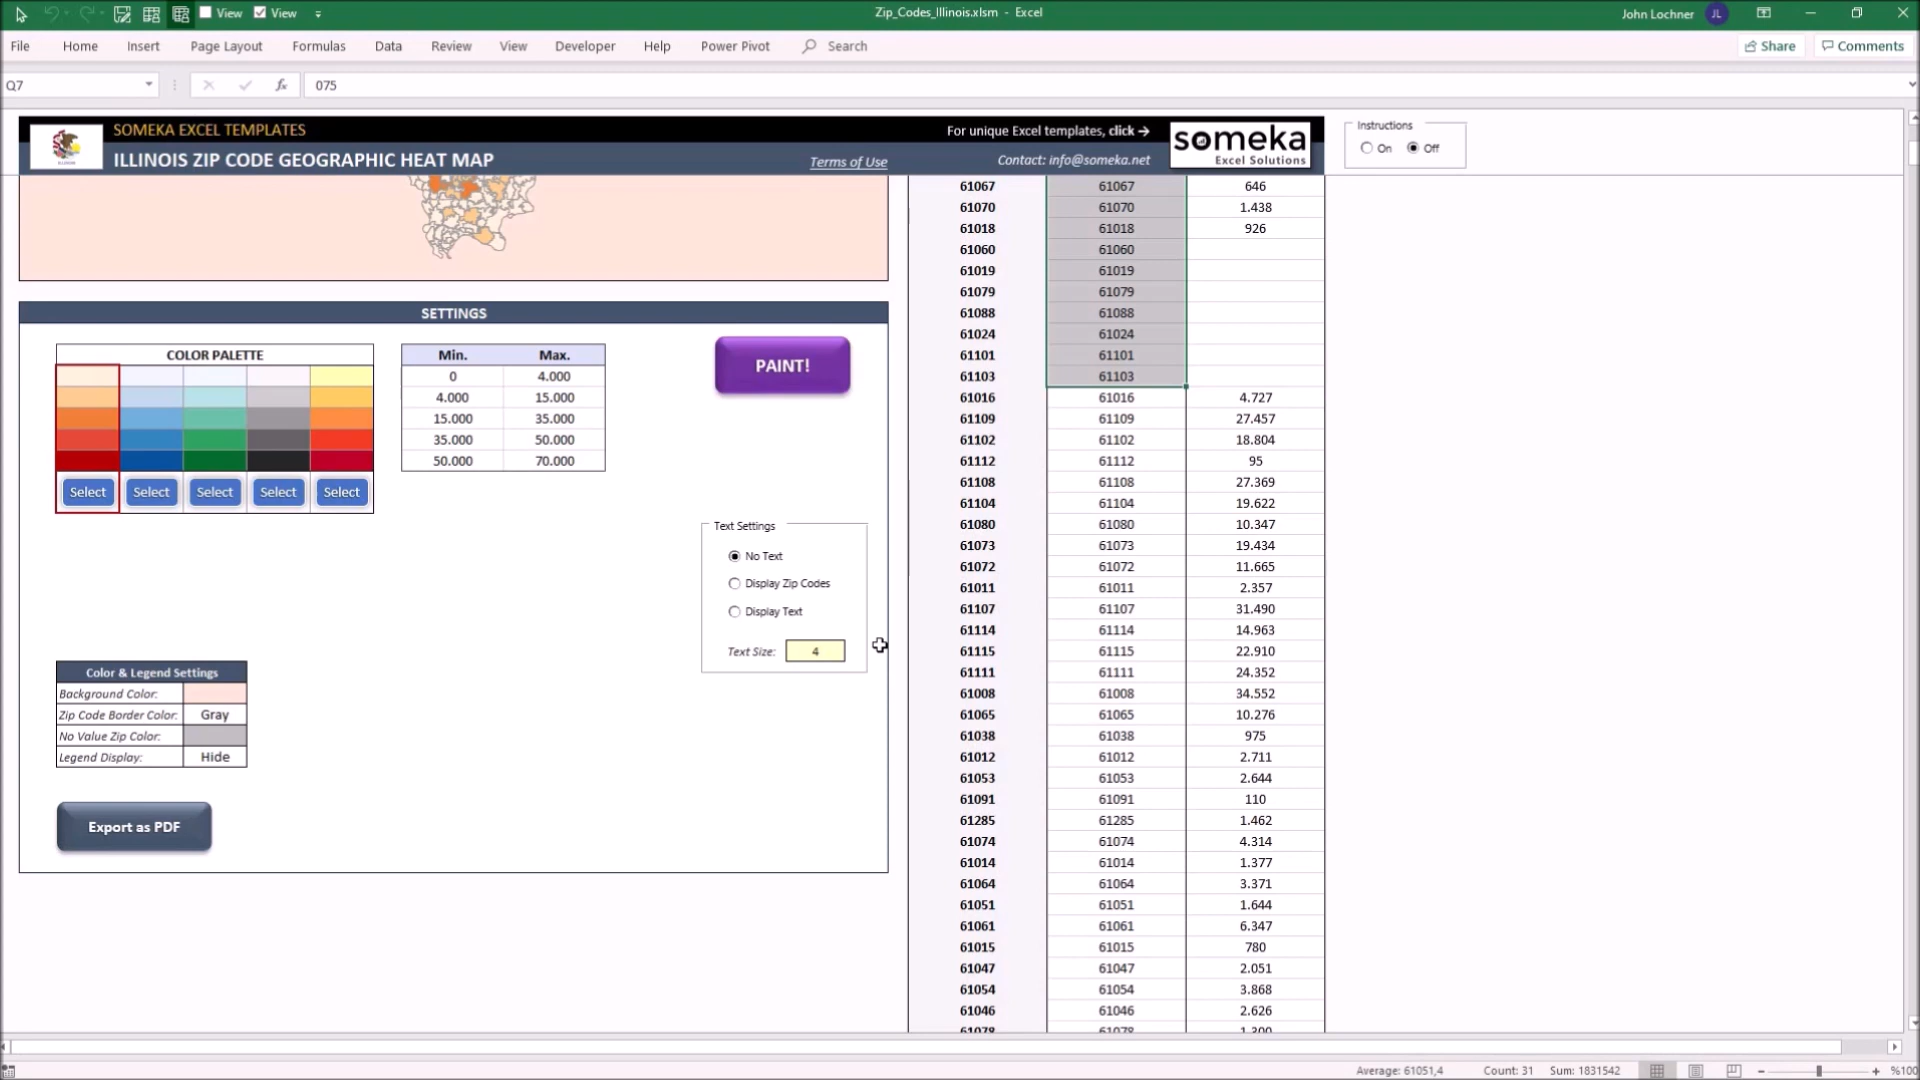 View
View
Zip_Codes_Illinois.xlsm - Excel
John Lochner
JL
File Home Insert Page Layout Formulas Data Review View Developer Help Power Pivot Search
Share
Comments
Q7
fx
075
SOMEKA EXCEL TEMPLATES
ILLINOIS ZIP CODE GEOGRAPHIC HEAT MAP
Terms of Use
For unique Excel templates, click →
Contact: info@someka.net
someka
Excel Solutions
Instructions
On
Off
SETTINGS
COLOR PALETTE
Select Select Select Select Select
Min. Max.
0 4.000
4.000 15.000
15.000 35.000
35.000 50.000
50.000 70.000
PAINT!
Text Settings
No Text
Display Zip Codes
Display Text
Text Size: 4
Color & Legend Settings
Background Color:
Zip Code Border Color: Gray
No Value Zip Color:
Legend Display: Hide
Export as PDF
61067 61067 646
61070 61070 1.438
61018 61018 926
61060 61060
61019 61019
61079 61079
61088 61088
61024 61024
61101 61101
61103 61103
61016 61016 4.727
61109 61109 27.457
61102 61102 18.804
61112 61112 95
61108 61108 27.369
61104 61104 19.622
61080 61080 10.347
61073 61073 19.434
61072 61072 11.665
61011 61011 2.357
61107 61107 31.490
61114 61114 14.963
61115 61115 22.910
61111 61111 24.352
61008 61008 34.552
61065 61065 10.276
61038 61038 975
61012 61012 2.711
61053 61053 2.644
61091 61091 110
61285 61285 1.462
61074 61074 4.314
61014 61014 1.377
61064 61064 3.371
61051 61051 1.644
61061 61061 6.347
61015 61015 780
61047 61047 2.051
61054 61054 3.868
61046 61046 2.626
61078 61078 1.300
Average: 61051,4 Count: 31 Sum: 1831542
%100